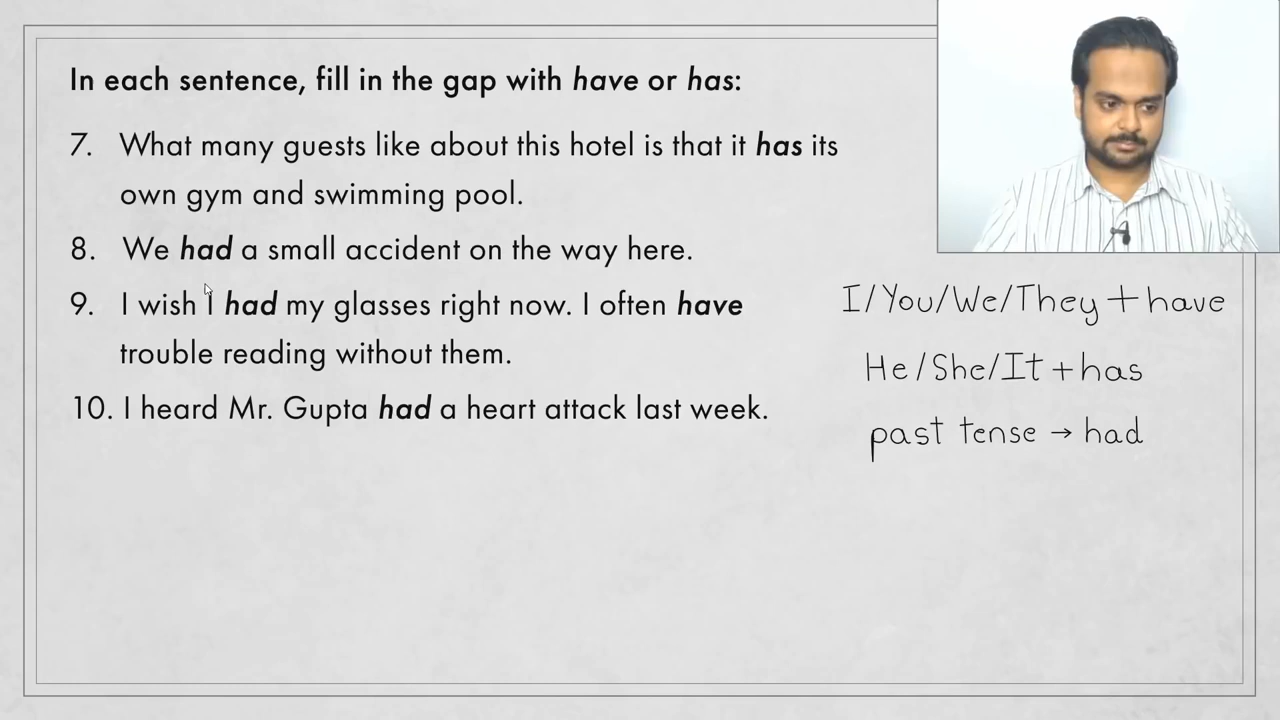 In each sentence, fill in the gap with have or has:
7. What many guests like about this hotel is that it has its
own gym and swimming pool.
8. We had a small accident on the way here.
9. I wish I had my glasses right now. I often have
trouble reading without them.
10. I heard Mr. Gupta had a heart attack last week.
I/You/We/They + have
He/She/It + has
past tense → had